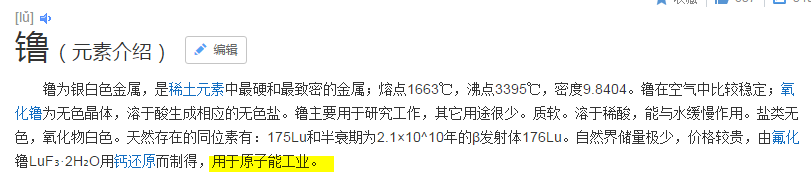 [lǔ]
镥（元素介绍） 编辑
镥为银白色金属，是稀土元素中最硬和最致密的金属；熔点1663℃，沸点3395℃，密度9.8404。镥在空气中比较稳定；氧
化镥为无色晶体，溶于酸生成相应的无色盐。镥主要用于研究工作，其它用途很少。质软。溶于稀酸，能与水缓慢作用。盐类无
色，氧化物白色。天然存在的同位素有：175Lu和半衰期为2.1×10^10年的β发射体176Lu。自然界储量极少，价格较贵，由氟化
镥LuF₃·2H₂O用钙还原而制得，用于原子能工业。